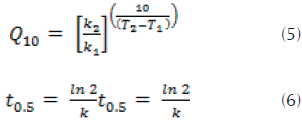 Q₁₀ = [k₂/k₁]^(10/(T₂−T₁)) (5)
t₀.₅ = ln 2/k t₀.₅ = ln 2/k (6)